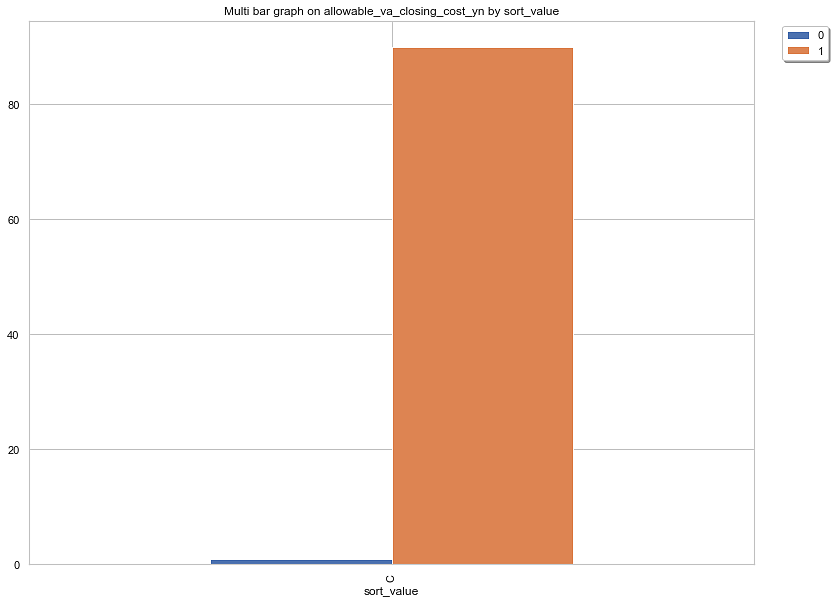 Multi bar graph on allowable_va_closing_cost_yn by sort_value
0
1
80
60
40
20
0
C
sort_value